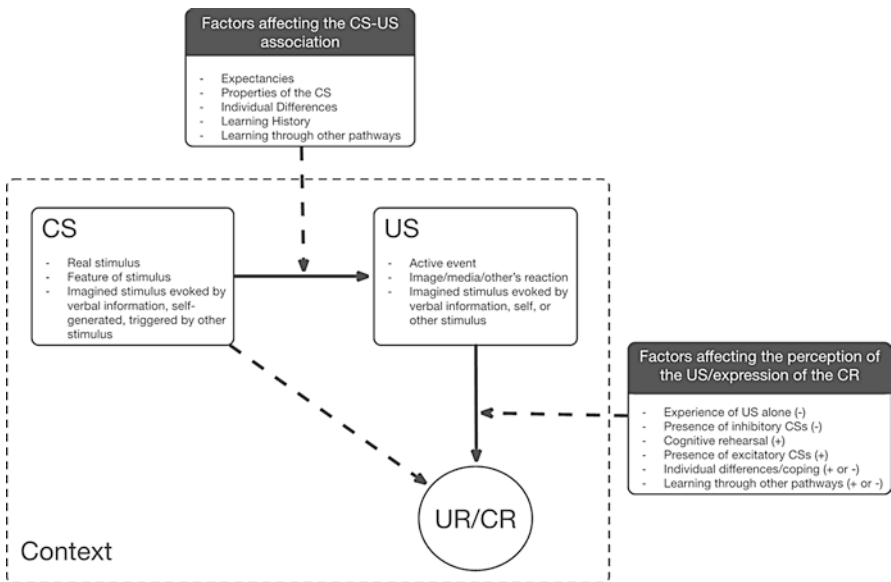 Factors affecting the CS-US
association
- Expectancies
- Properties of the CS
- Individual Differences
- Learning History
- Learning through other pathways
CS
- Real stimulus
- Feature of stimulus
- Imagined stimulus evoked by
verbal information, self-
generated, triggered by other
stimulus
US
- Active event
- Image/media/other's reaction
- Imagined stimulus evoked by
verbal information, self, or
other stimulus
Factors affecting the perception of
the US/expression of the CR
- Experience of US alone (-)
- Presence of inhibitory CSs (-)
- Cognitive rehearsal (+)
- Presence of excitatory CSs (+)
- Individual differences/coping (+ or -)
- Learning through other pathways (+ or -)
UR/CR
Context